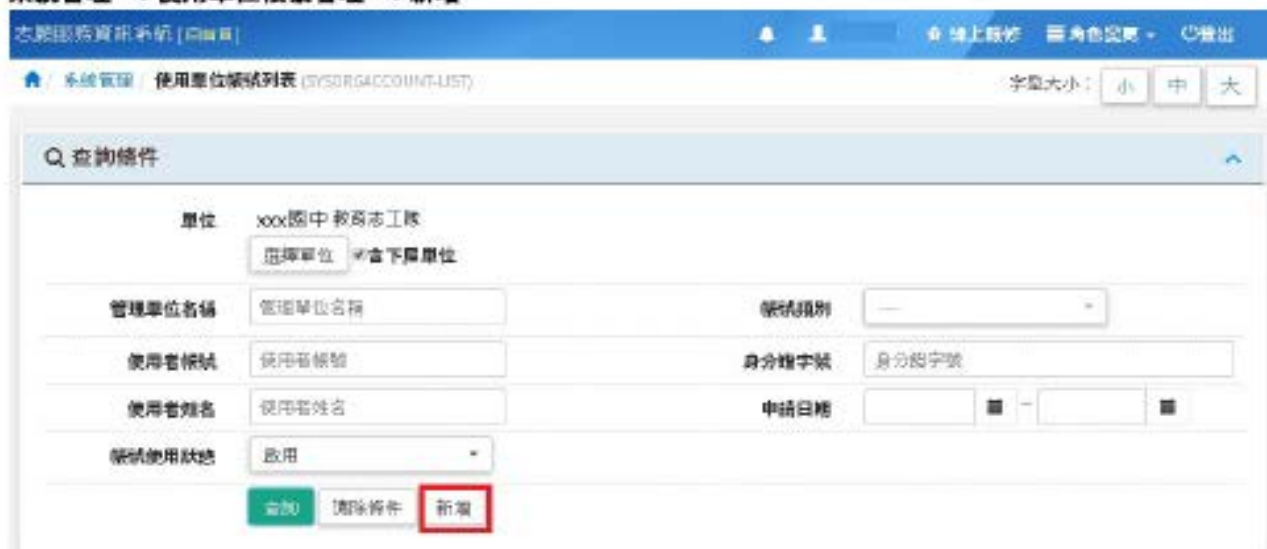 志願服務資訊系統
線上報修 角色變更 登出
系統管理 / 使用單位帳號列表 (SYSORGACCOUNT-LIST) 字型大小： 小 中 大
查詢條件
單位 xxx國中 教育志工隊
選擇單位 含下屬單位
管理單位名稱 管理單位名稱 帳號類別 ----
使用者帳號 使用者帳號 身分證字號 身分證字號
使用者姓名 使用者姓名 申請日期 -
帳號使用狀態 啟用
查詢 清除條件 新增